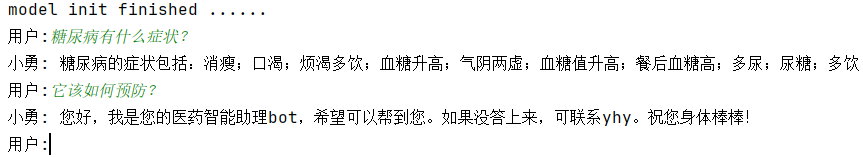 model init finished ......
用户:糖尿病有什么症状?
小勇: 糖尿病的症状包括：消瘦；口渴；烦渴多饮；血糖升高；气阴两虚；血糖值升高；餐后血糖高；多尿；尿糖；多饮
用户:它该如何预防?
小勇: 您好，我是您的医药智能助理bot，希望可以帮到您。如果没答上来，可联系yhy。祝您身体棒棒！
用户: